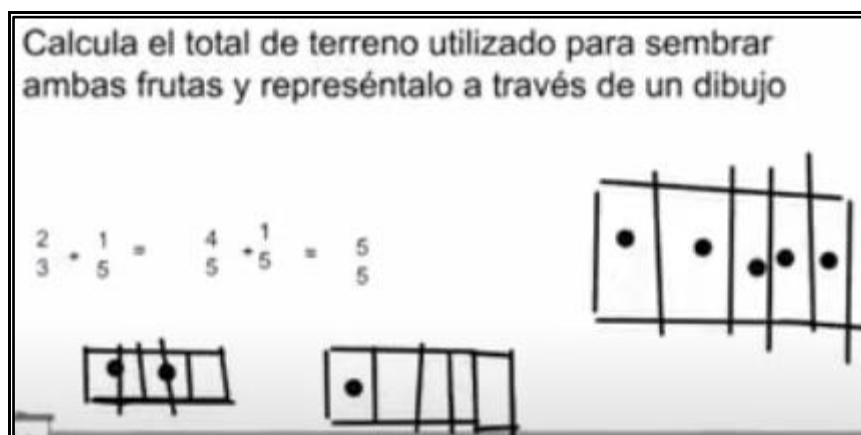 Calcula el total de terreno utilizado para sembrar
ambas frutas y represéntalo a través de un dibujo
2/3 + 1/5 = 4/5 + 1/5 = 5/5